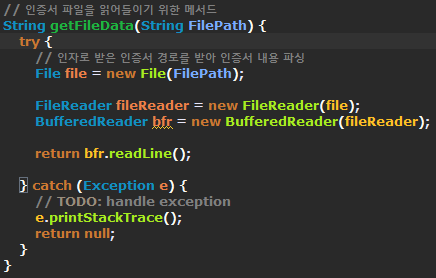 // 인증서 파일을 읽어들이기 위한 메서드
String getFileData(String FilePath) {
try {
// 인자로 받은 인증서 경로를 받아 인증서 내용 파싱
File file = new File(FilePath);
FileReader fileReader = new FileReader(file);
BufferedReader bfr = new BufferedReader(fileReader);
return bfr.readLine();
} catch (Exception e) {
// TODO: handle exception
e.printStackTrace();
return null;
}
}